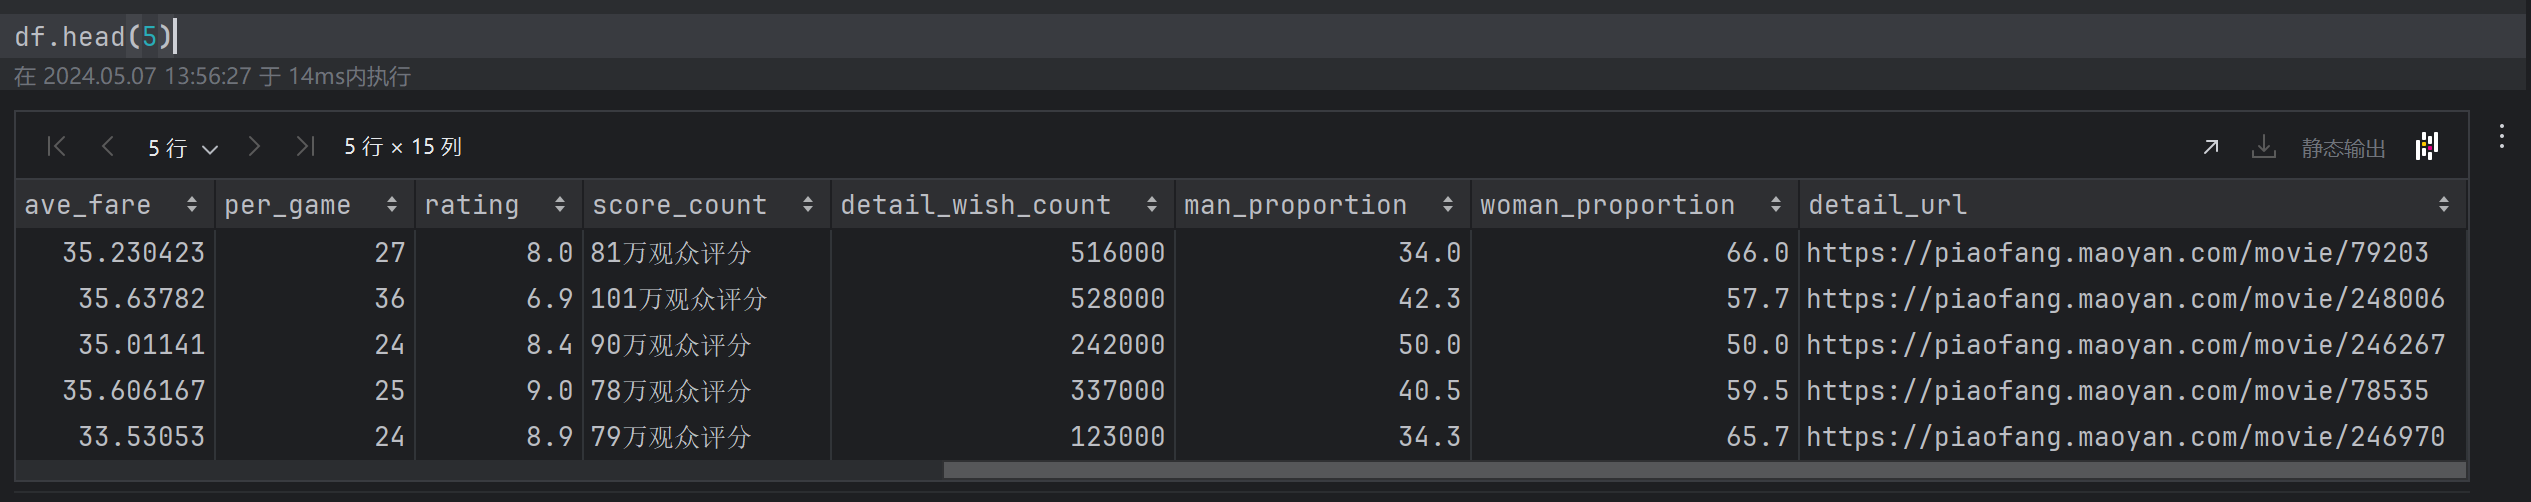 df.head(5)
在 2024.05.07 13:56:27 于 14ms内执行
5 行 5 行 × 15 列 静态输出
ave_fare per_game rating score_count detail_wish_count man_proportion woman_proportion detail_url
35.230423 27 8.0 81万观众评分 516000 34.0 66.0 https://piaofang.maoyan.com/movie/79203
35.63782 36 6.9 101万观众评分 528000 42.3 57.7 https://piaofang.maoyan.com/movie/248006
35.01141 24 8.4 90万观众评分 242000 50.0 50.0 https://piaofang.maoyan.com/movie/246267
35.606167 25 9.0 78万观众评分 337000 40.5 59.5 https://piaofang.maoyan.com/movie/78535
33.53053 24 8.9 79万观众评分 123000 34.3 65.7 https://piaofang.maoyan.com/movie/246970